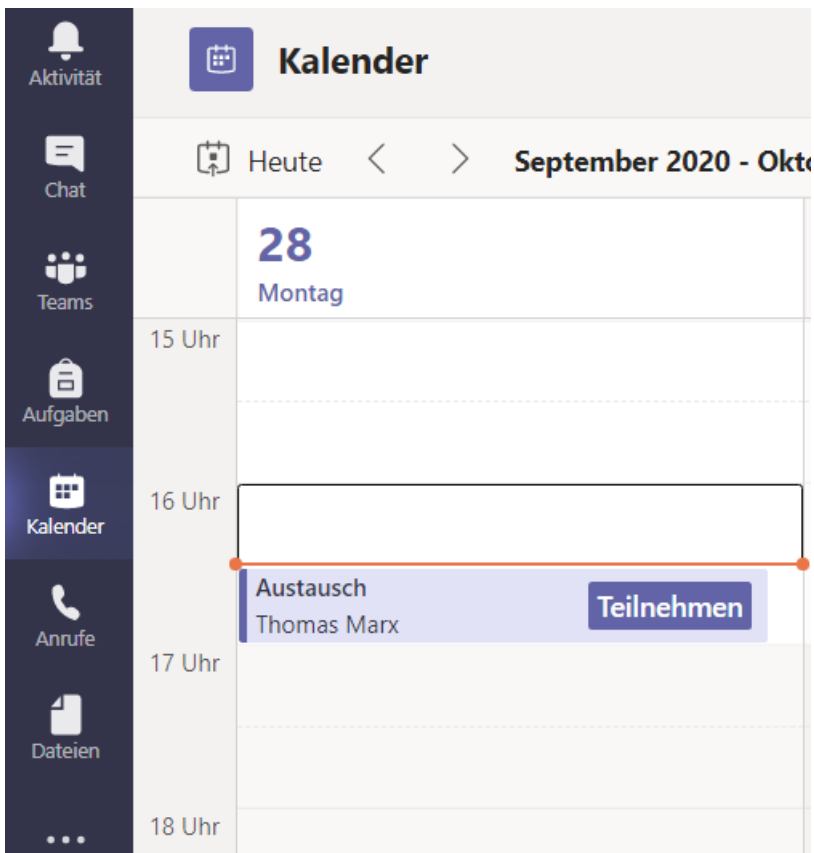 Aktivität
Chat
Teams
Aufgaben
Kalender
Anrufe
Dateien
Kalender
Heute
September 2020 - Okto
28
Montag
15 Uhr
16 Uhr
Austausch
Thomas Marx
Teilnehmen
17 Uhr
18 Uhr